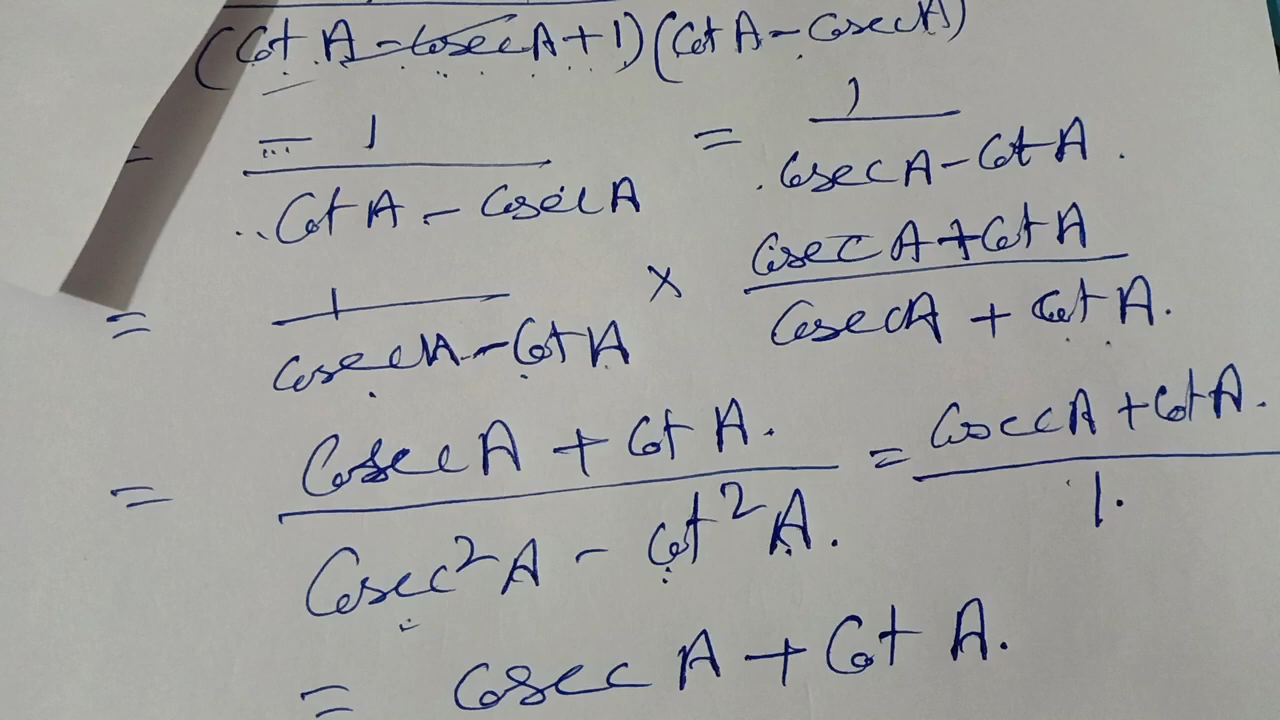 (Cot A - Cosec A + 1) (Cot A - Cosec A)
= - 1 / Cot A - Cosec A = 1 / Cosec A - Cot A.
= 1 / Cosec A - Cot A × Cosec A + Cot A / Cosec A + Cot A.
= Cosec A + Cot A. / Cosec² A - Cot² A. = Cosec A + Cot A. / 1.
= Cosec A + Cot A.